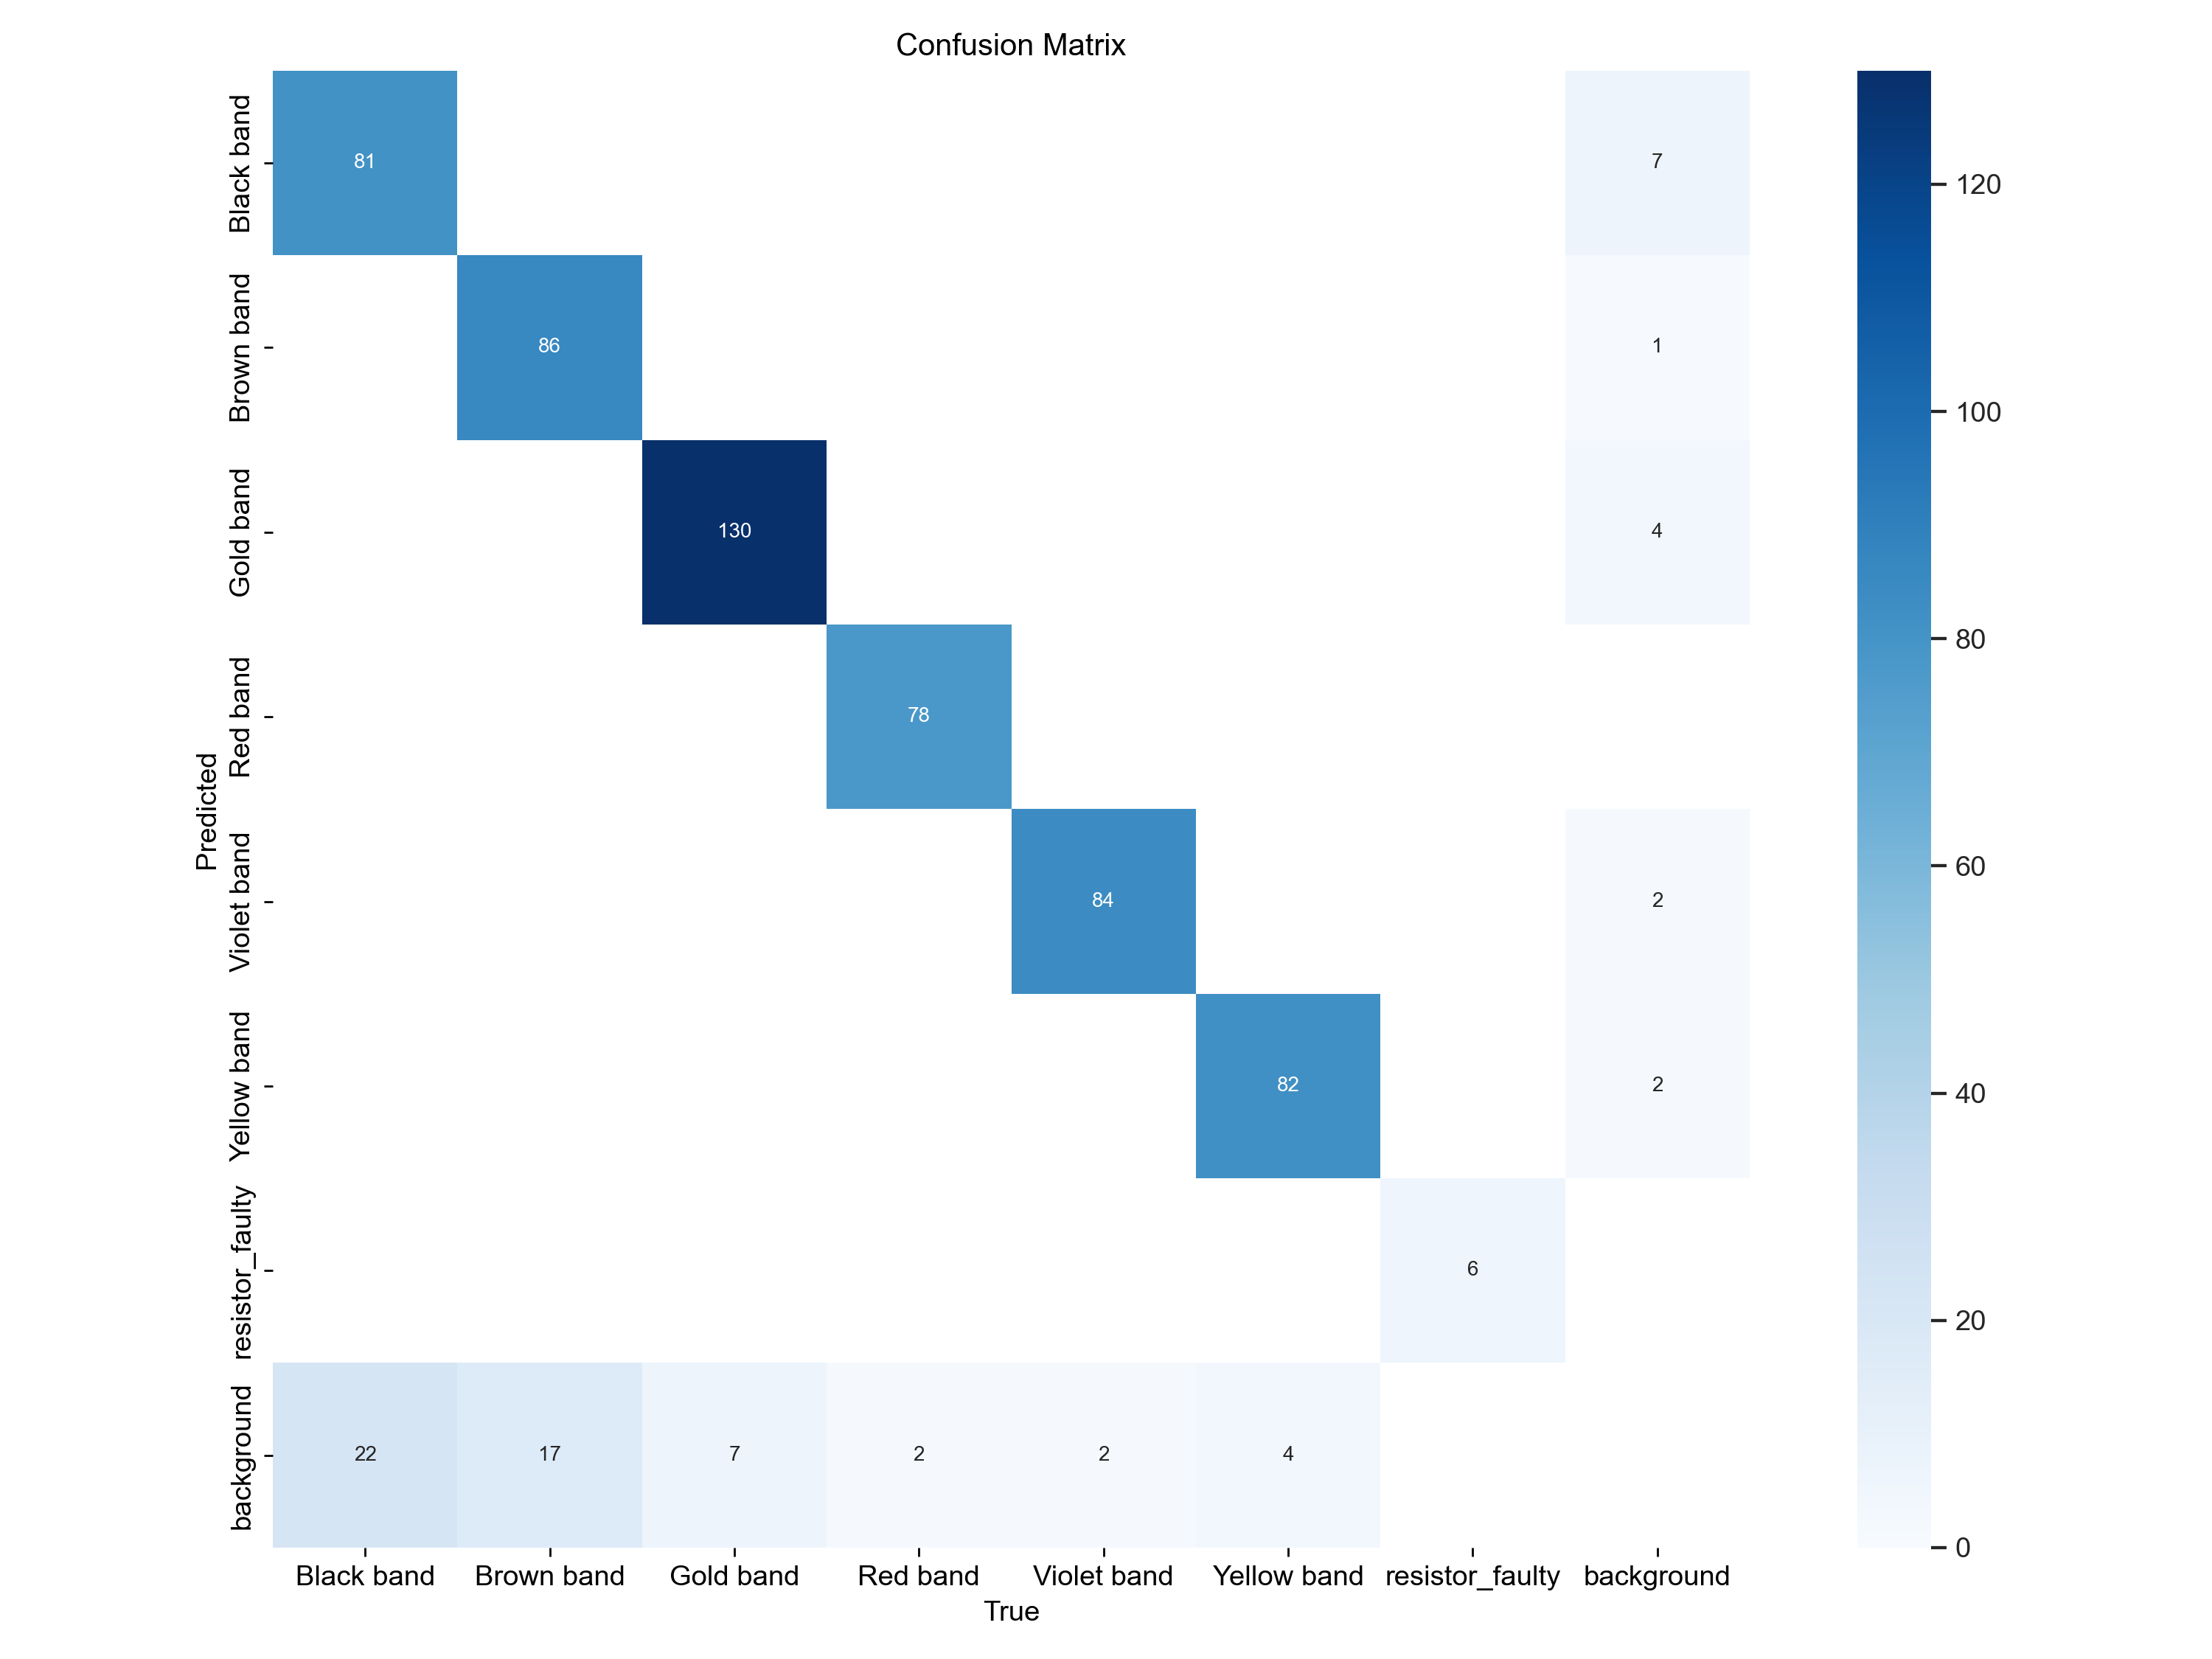 Confusion Matrix
Predicted
Black band
81
7
Brown band
86
1
Gold band
130
4
Red band
78
Violet band
84
2
Yellow band
82
2
resistor_faulty
6
background
22
17
7
2
2
4
Black band
Brown band
Gold band
Red band
Violet band
Yellow band
resistor_faulty
background
True
120
100
80
60
40
20
0